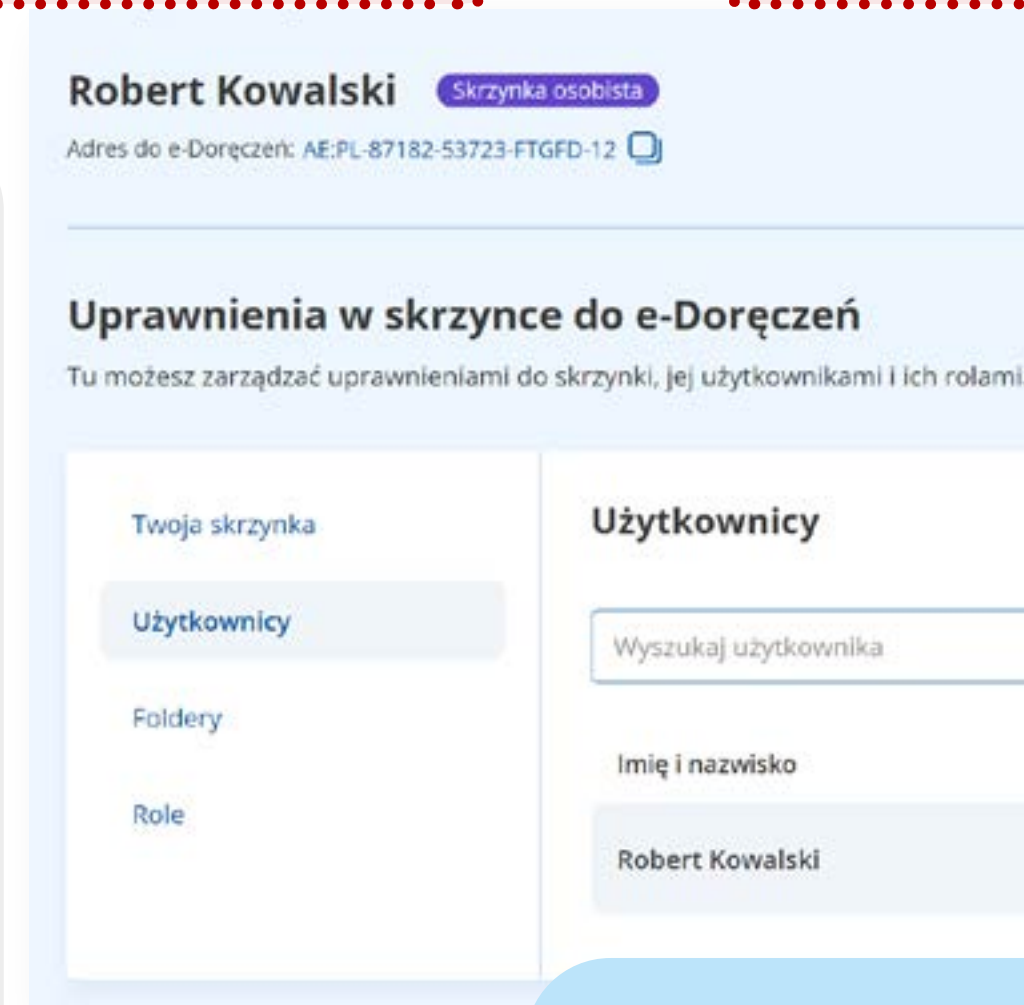 Robert Kowalski Skrzynka osobista
Adres do e-Doręczeń: AE:PL-87182-53723-FTGFD-12
Uprawnienia w skrzynce do e-Doręczeń
Tu możesz zarządzać uprawnieniami do skrzynki, jej użytkownikami i ich rolami.
Twoja skrzynka
Użytkownicy
Foldery
Role
Użytkownicy
Wyszukaj użytkownika
Imię i nazwisko
Robert Kowalski